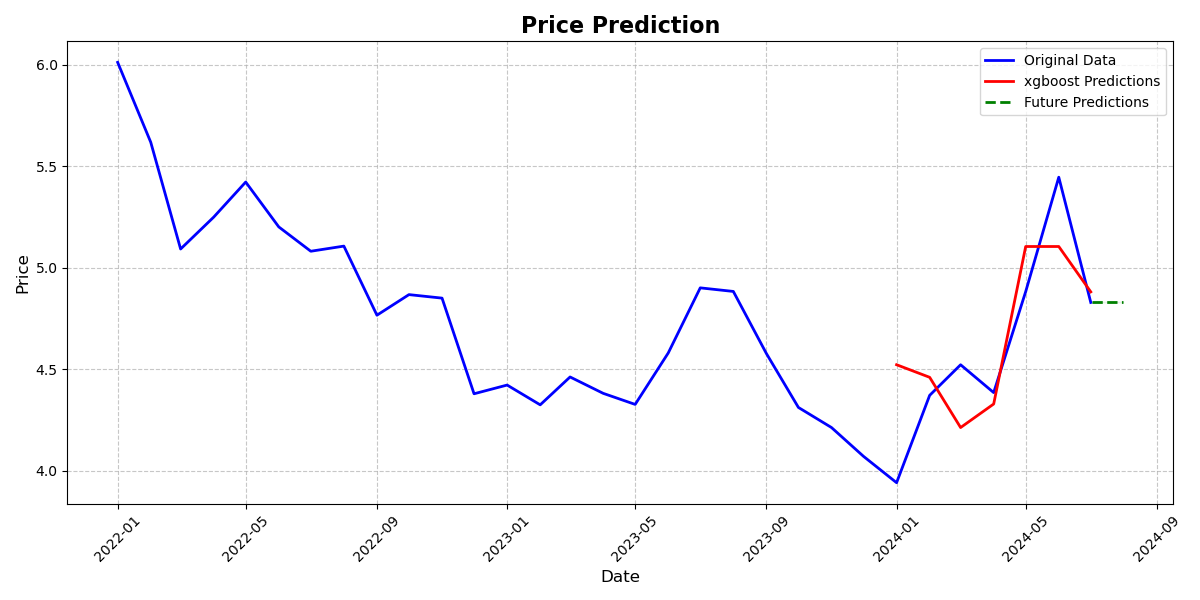 Price Prediction
Original Data
xgboost Predictions
Future Predictions
Price
6.0
5.5
5.0
4.5
4.0
2022-01
2022-05
2022-09
2023-01
2023-05
2023-09
2024-01
2024-05
2024-09
Date